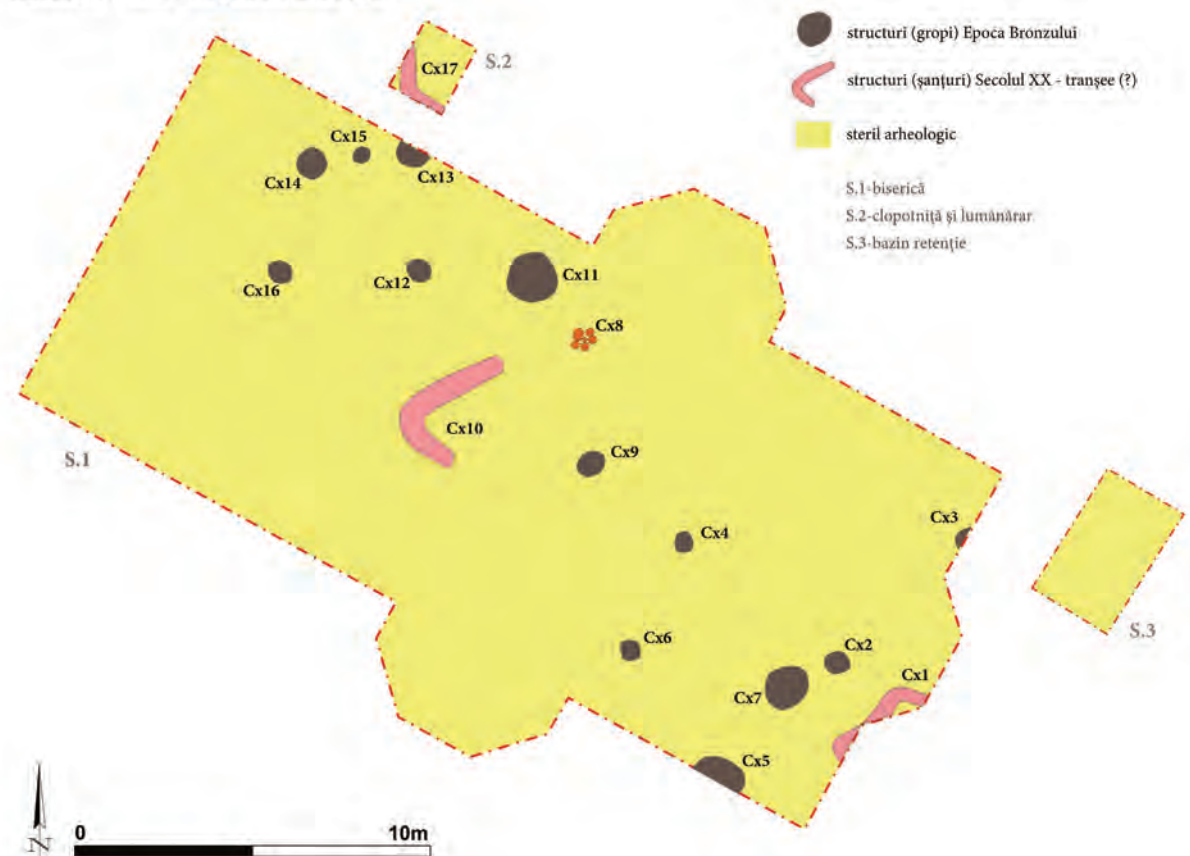 structuri (gropi) Epoca Bronzului
structuri (șanțuri) Secolul XX - tranșee (?)
steril arheologic
S.1-biserică
S.2-clopotniță și lumânărar
S.3-bazin retenție
Cx17
S.2
Cx15
Cx14
Cx13
Cx16
Cx12
Cx11
Cx8
Cx10
S.1
Cx9
Cx4
Cx3
Cx6
Cx2
S.3
Cx7
Cx1
Cx5
N
0 10m